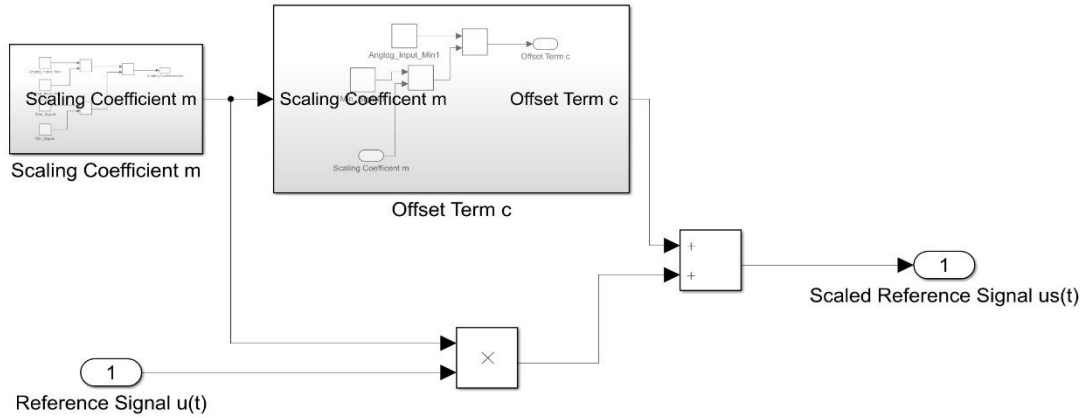 Anglog_Input_Min1
Offset Term c
Scaling Coefficient m
Scaling Coefficent m
Offset Term c
Scaling Coefficent m
Scaling Coefficient m
Offset Term c
+
+
1
Scaled Reference Signal us(t)
×
1
Reference Signal u(t)